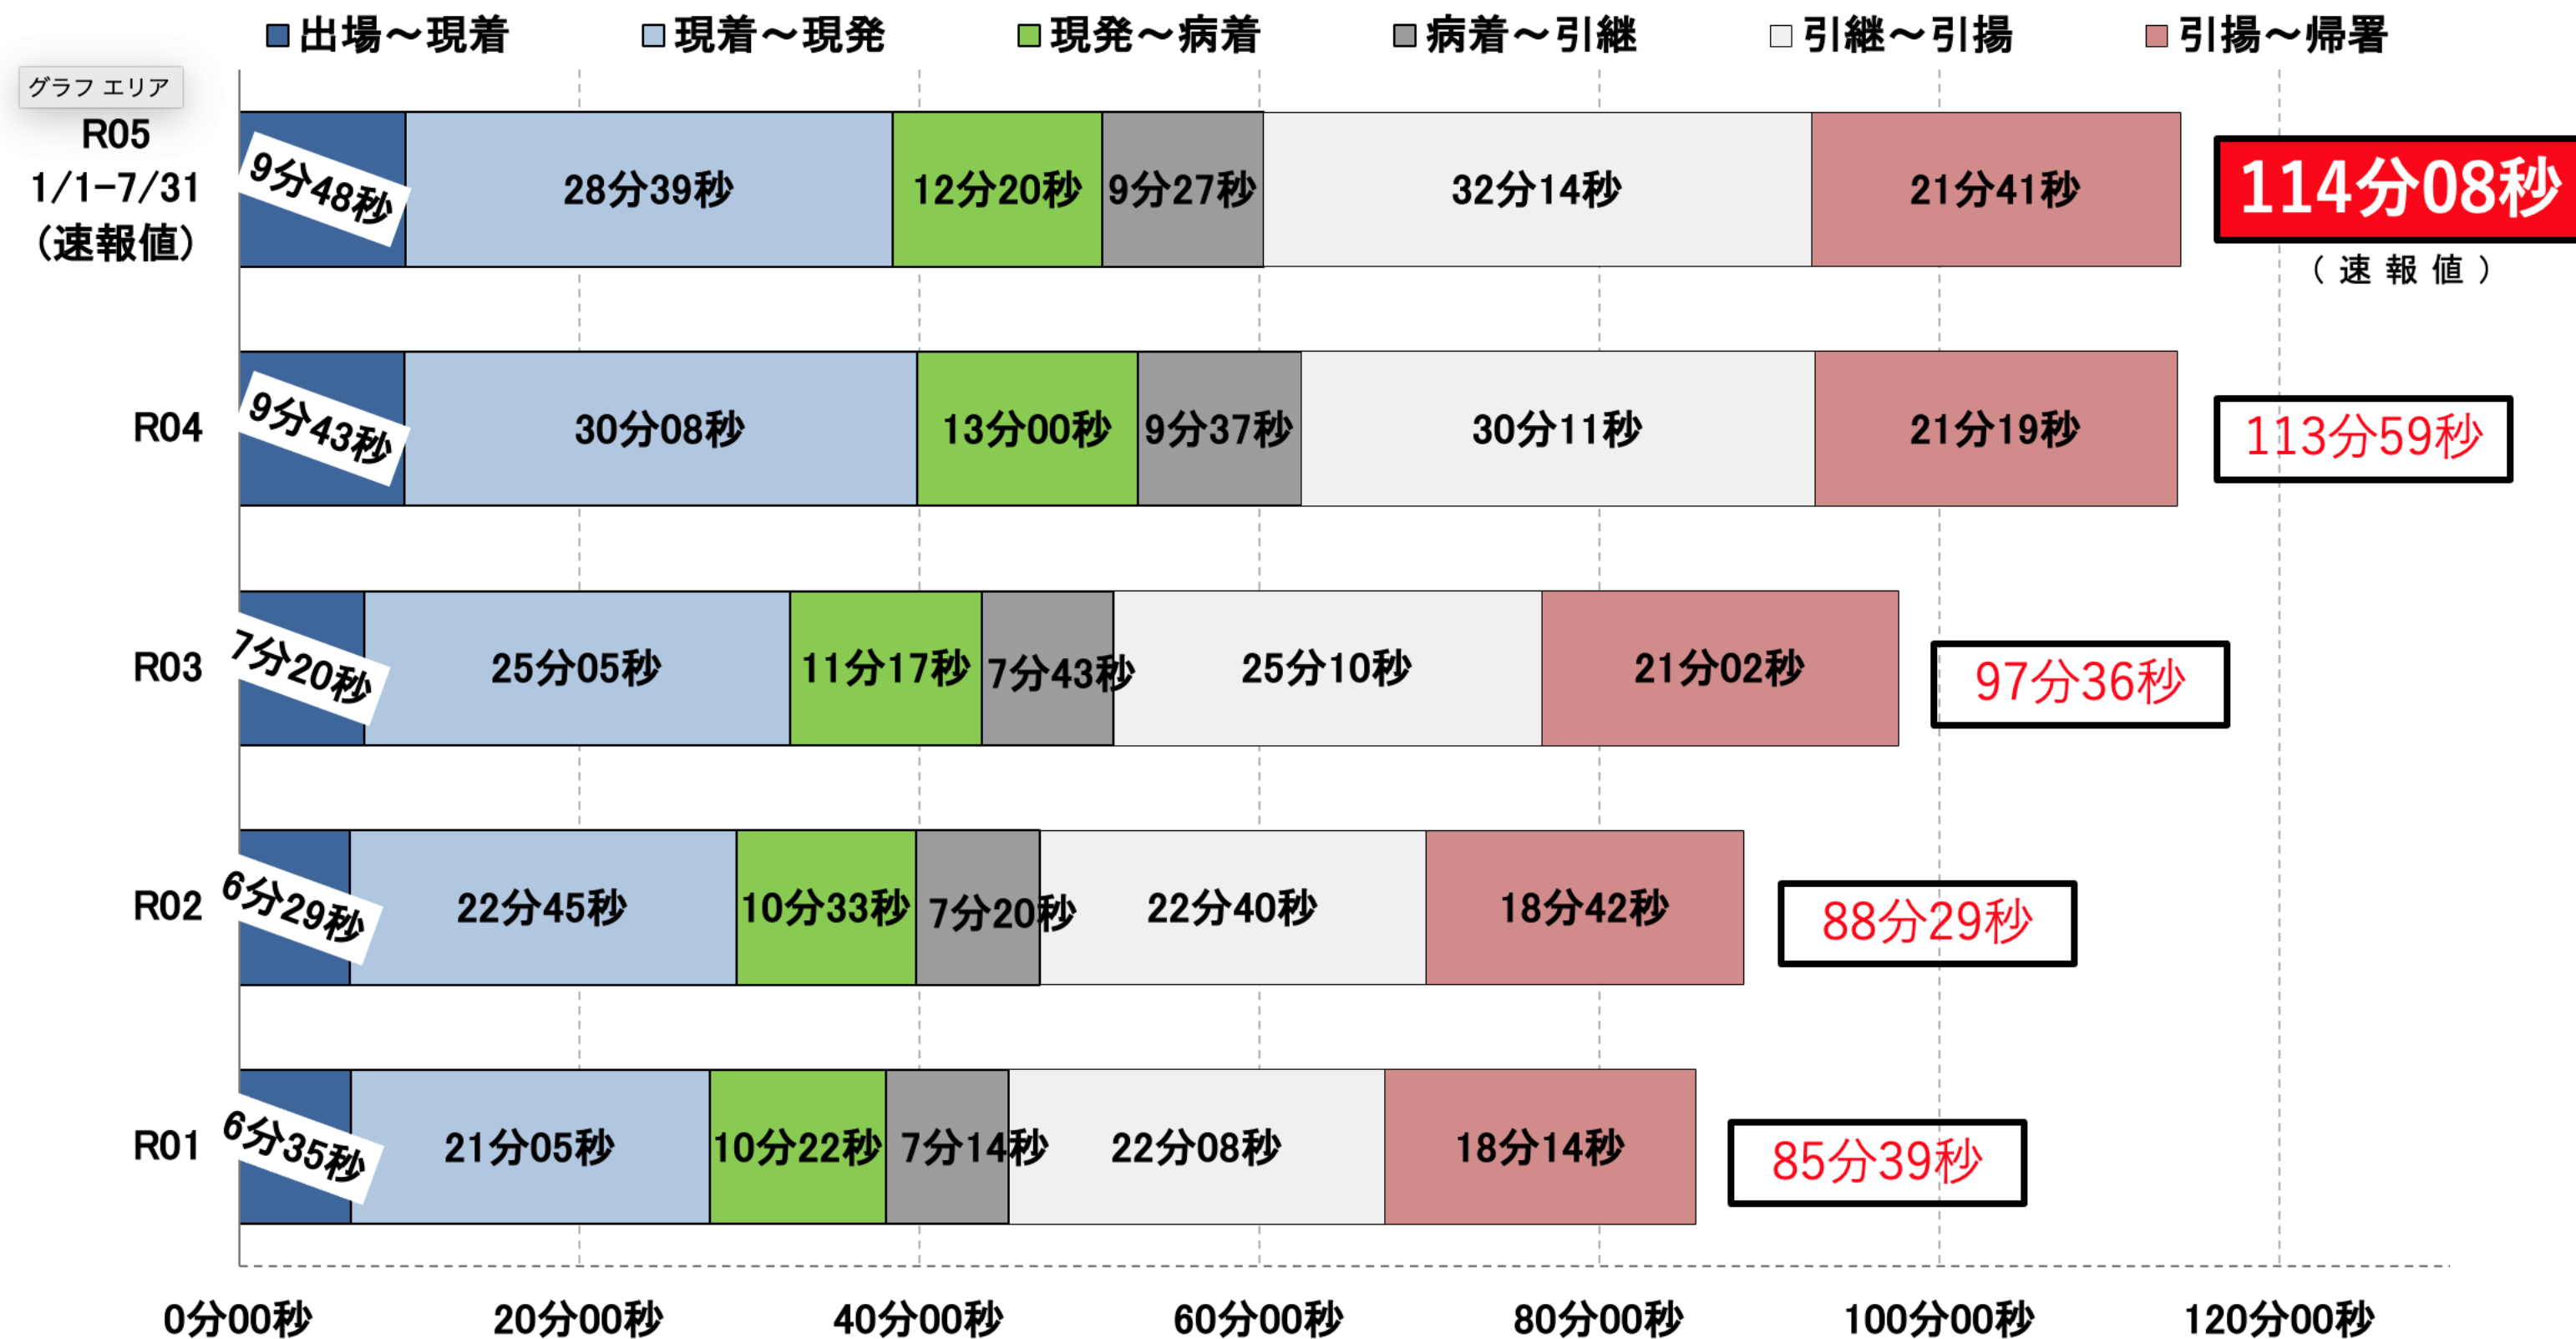 出場～現着 現着～現発 現発～病着 病着～引継 引継～引揚 引揚～帰署
グラフ エリア
R05
1/1-7/31
(速報値)
9分48秒 28分39秒 12分20秒 9分27秒 32分14秒 21分41秒 114分08秒
(速報値)
R04 9分43秒 30分08秒 13分00秒 9分37秒 30分11秒 21分19秒 113分59秒
R03 7分20秒 25分05秒 11分17秒 7分43秒 25分10秒 21分02秒 97分36秒
R02 6分29秒 22分45秒 10分33秒 7分20秒 22分40秒 18分42秒 88分29秒
R01 6分35秒 21分05秒 10分22秒 7分14秒 22分08秒 18分14秒 85分39秒
0分00秒 20分00秒 40分00秒 60分00秒 80分00秒 100分00秒 120分00秒